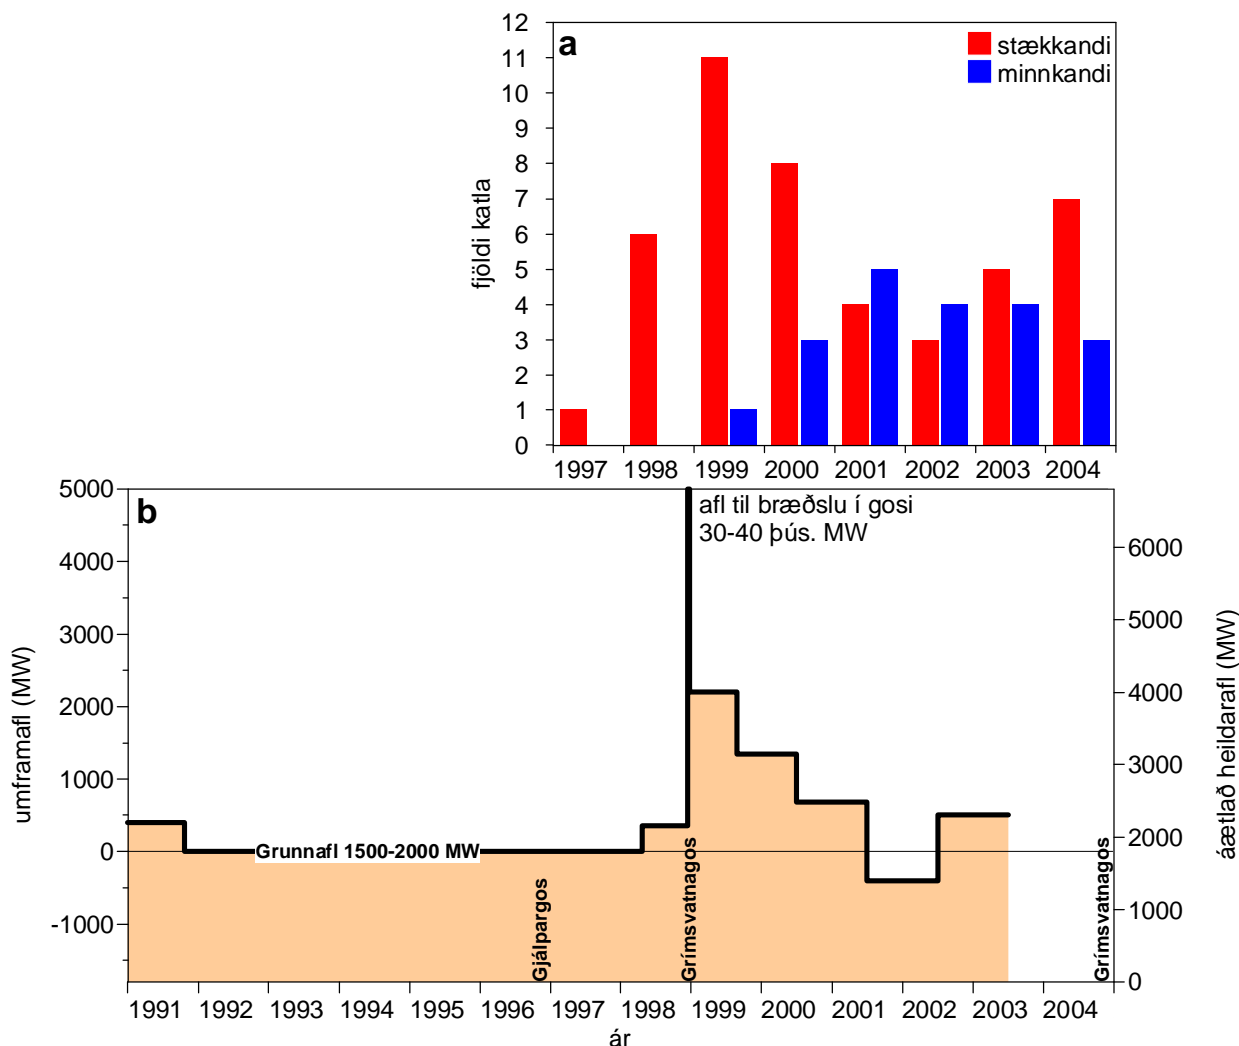 a
stækkandi
minnkandi
fjöldi katla
12
11
10
9
8
7
6
5
4
3
2
1
0
1997 1998 1999 2000 2001 2002 2003 2004
b
afl til bræðslu í gosi
30-40 þús. MW
umframafl (MW)
5000
4000
3000
2000
1000
0
-1000
áætlað heildarafl (MW)
6000
5000
4000
3000
2000
1000
0
Grunnafl 1500-2000 MW
Gjálpargos
Grímsvatnagos
Grímsvatnagos
1991 1992 1993 1994 1995 1996 1997 1998 1999 2000 2001 2002 2003 2004
ár